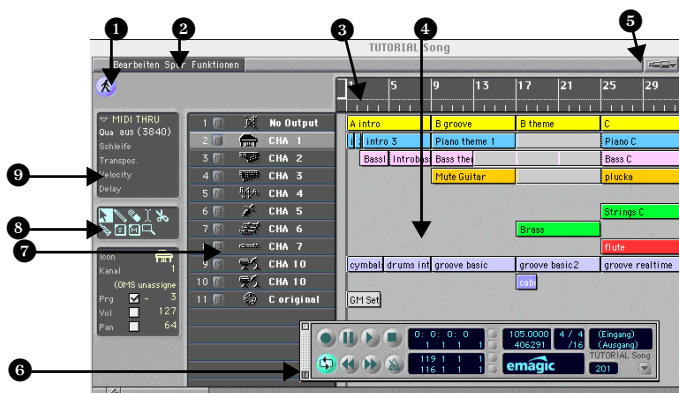 1
2
3
4
5
TUTORIAL Song
Bearbeiten Spur Funktionen
1 5 9 13 17 21 25 29
MIDI THRU
Qua aus (3840)
Schleife
Transpos.
Velocity
Delay
9
8
Icon
Kanal 1
(OMS unassigne
Prg - 3
Vol 127
Pan 64
7
6
1 M No Output
2 M CHA 1
3 M CHA 2
4 M CHA 3
5 M CHA 4
6 M CHA 5
7 M CHA 6
8 CHA 7
9 M CHA 10
10 M CHA 10
11 M C original
A intro B groove B theme C
intro 3 Piano theme 1 Piano C
Bassl Introbas Bass the Bass C
Mute Guitar plucka
Strings C
Brass
flute
cymbal drums int groove basic groove basic2 groove realtime
caba
GM Set
0: 0: 0: 0
1 1 1
105.0000
406291
4 / 4
/16
(Eingang)
(Ausgang)
119 1 1 1
116 1 1 1
emagic
TUTORIAL Song
201